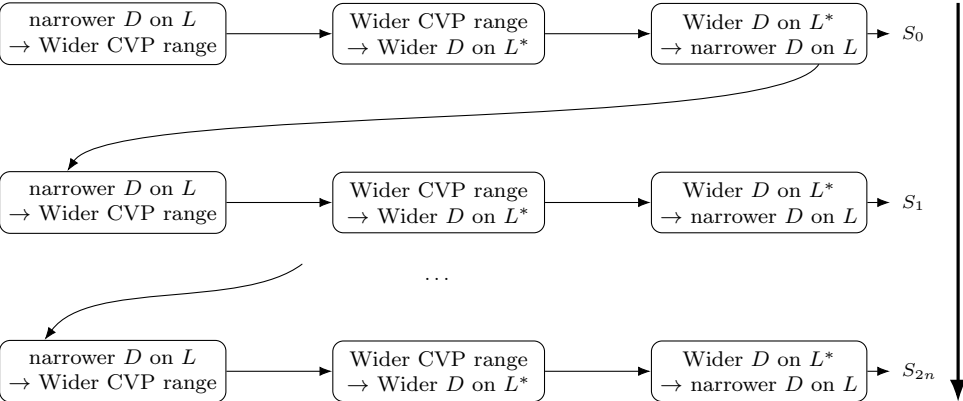 narrower D on L
→ Wider CVP range
Wider CVP range
→ Wider D on L*
Wider D on L*
→ narrower D on L
S₀
narrower D on L
→ Wider CVP range
Wider CVP range
→ Wider D on L*
Wider D on L*
→ narrower D on L
S₁
...
narrower D on L
→ Wider CVP range
Wider CVP range
→ Wider D on L*
Wider D on L*
→ narrower D on L
S₂ₙ